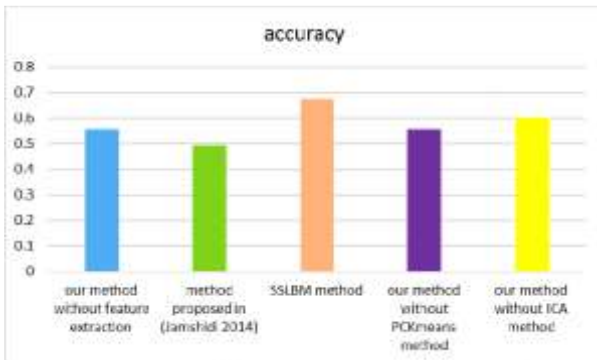 accuracy
0.8
0.7
0.6
0.5
0.4
0.3
0.2
0.1
0
our method
without feature
extraction
method
proposed in
(Jamshidi 2014)
SSLBM method
our method
without
PCKmeans
method
our method
without ICA
method